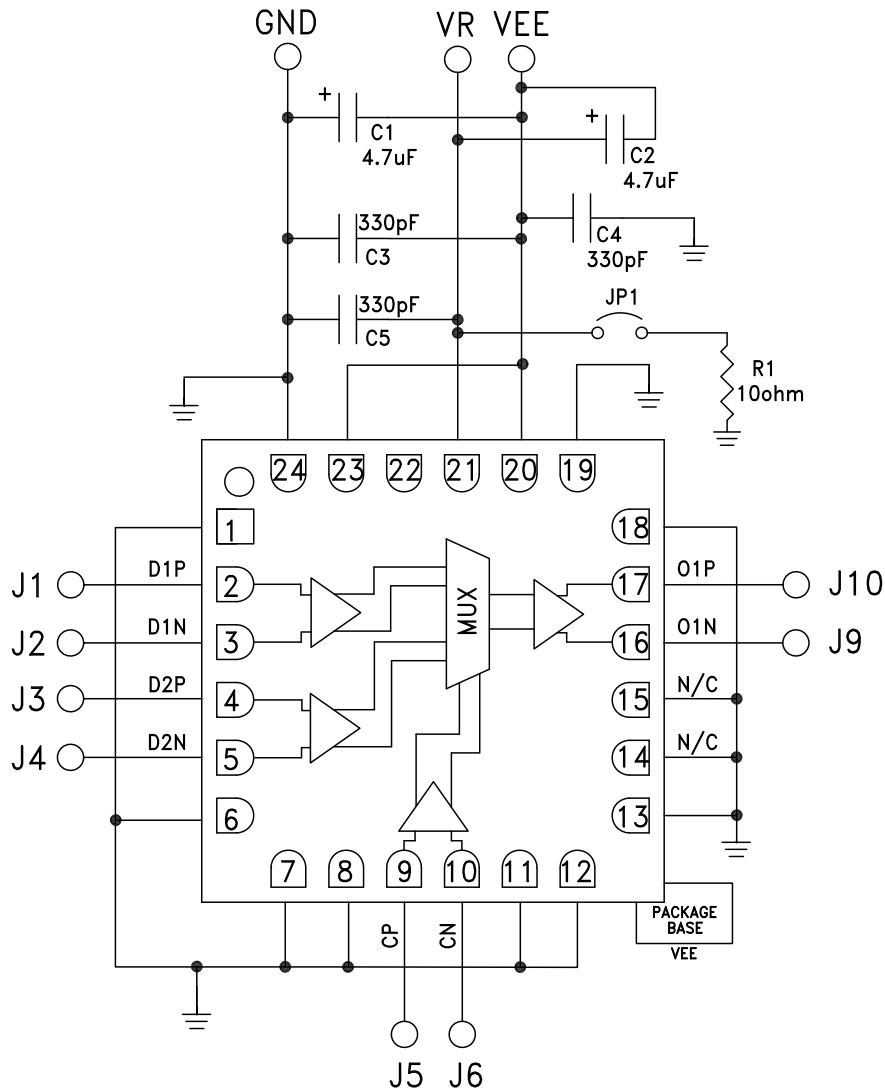 GND VR VEE
+
C1
4.7uF
+
C2
4.7uF
330pF
C3
C4
330pF
330pF
C5
JP1
R1
10ohm
24 23 22 21 20 19
1
18
J1 D1P 2
17 O1P J10
J2 D1N 3
MUX
16 O1N J9
J3 D2P 4
15 N/C
J4 D2N 5
14 N/C
6
13
7 8 9 10 11 12
CP CN
PACKAGE
BASE
VEE
J5 J6